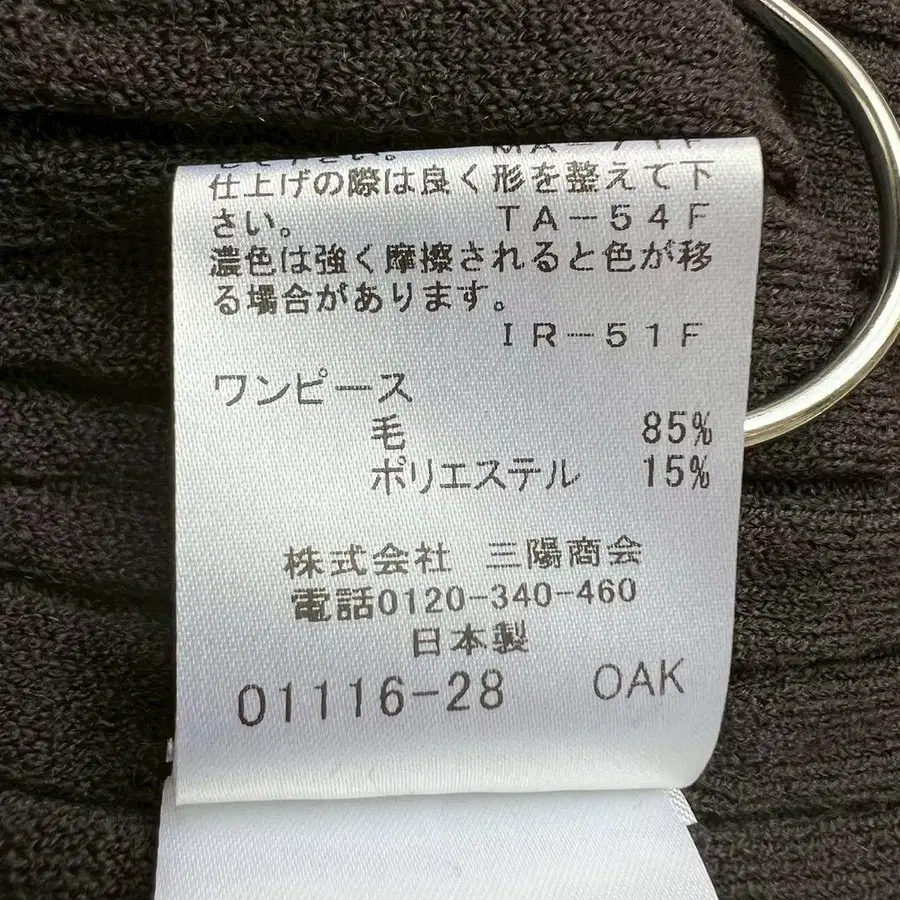 仕上げの際は良く形を整えて下
さい。 TA-54F
濃色は強く摩擦されると色が移
る場合があります。
IR-51F
ワンピース
毛 85%
ポリエステル 15%
株式会社 三陽商会
電話0120-340-460
日本製
01116-28 OAK